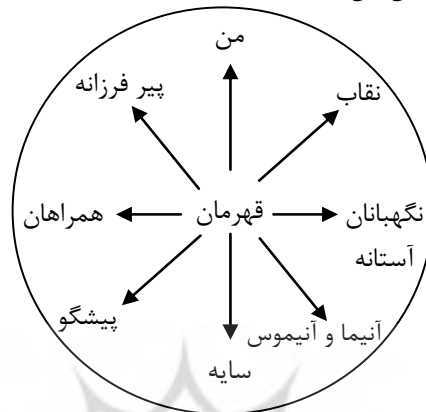 من
نقاب
پیر فرزانه
نگهبانان
قهرمان
همراهان
آستانه
پیشگو
آنیما و آنیموس
سایه